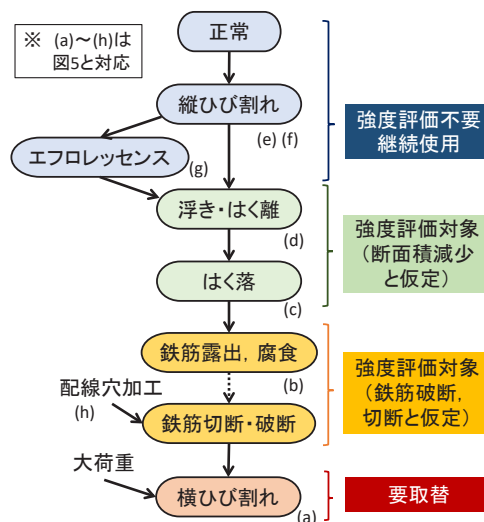 ※ (a)～(h)は
図5と対応
正常
縦ひび割れ
(e) (f)
エフロレッセンス
(g)
強度評価不要
継続使用
浮き・はく離
(d)
はく落
(c)
強度評価対象
(断面積減少
と仮定)
鉄筋露出，腐食
(b)
配線穴加工
(h)
鉄筋切断・破断
強度評価対象
(鉄筋破断，
切断と仮定)
大荷重
横ひび割れ
(a)
要取替